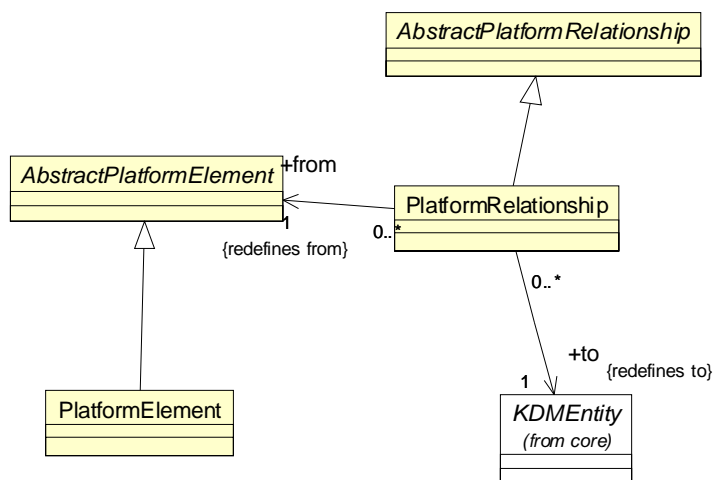 AbstractPlatformRelationship
AbstractPlatformElement
+from
PlatformRelationship
1
0..*
{redefines from}
0..*
+to
{redefines to}
1
PlatformElement
KDMEntity
(from core)